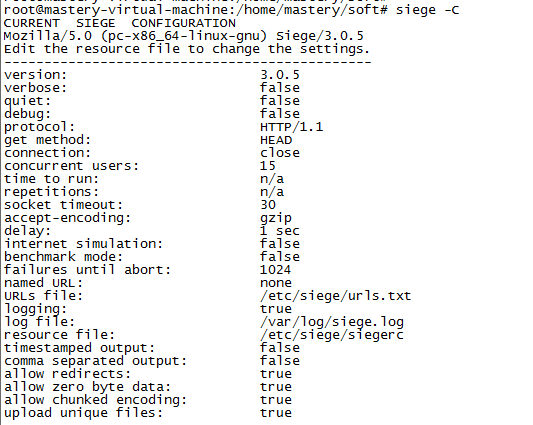 root@mastery-virtual-machine:/home/mastery/soft# siege -C
CURRENT SIEGE CONFIGURATION
Mozilla/5.0 (pc-x86_64-linux-gnu) Siege/3.0.5
Edit the resource file to change the settings.
----------------------------------------------
version: 3.0.5
verbose: false
quiet: false
debug: false
protocol: HTTP/1.1
get method: HEAD
connection: close
concurrent users: 15
time to run: n/a
repetitions: n/a
socket timeout: 30
accept-encoding: gzip
delay: 1 sec
internet simulation: false
benchmark mode: false
failures until abort: 1024
named URL: none
URLs file: /etc/siege/urls.txt
logging: true
log file: /var/log/siege.log
resource file: /etc/siege/siegerc
timestamped output: false
comma separated output: false
allow redirects: true
allow zero byte data: true
allow chunked encoding: true
upload unique files: true